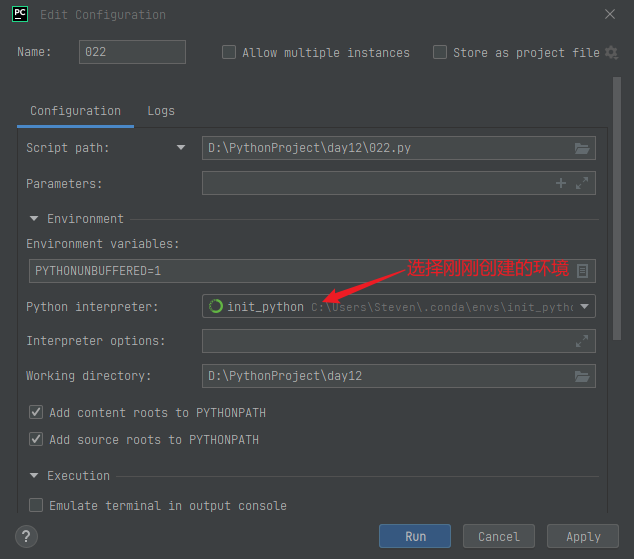 PC Edit Configuration
Name: 022 Allow multiple instances Store as project file
Configuration Logs
Script path: D:\PythonProject\day12\022.py
Parameters:
Environment
Environment variables:
选择刚刚创建的环境
PYTHONUNBUFFERED=1
Python interpreter: init_python C:\Users\Steven\.conda\envs\init_pytho
Interpreter options:
Working directory: D:\PythonProject\day12
Add content roots to PYTHONPATH
Add source roots to PYTHONPATH
Execution
Emulate terminal in output console
? Run Cancel Apply